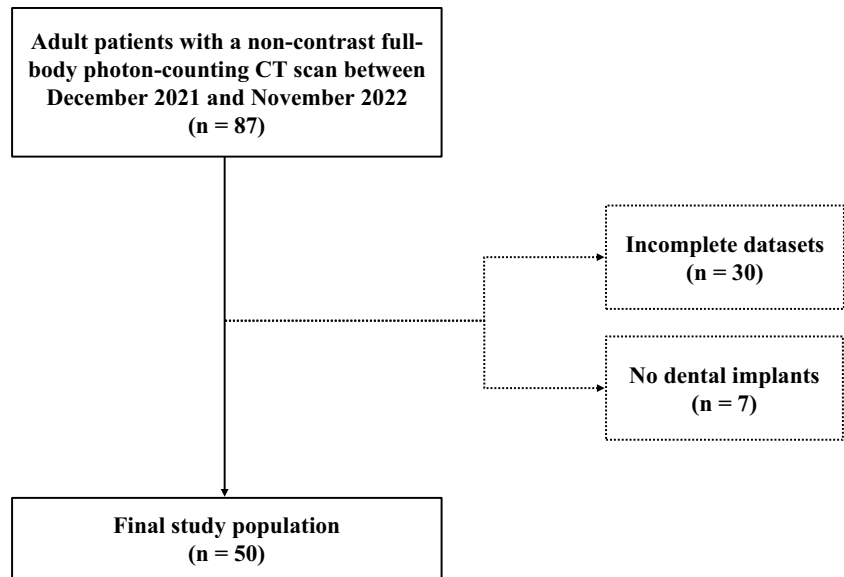 Adult patients with a non-contrast full-
body photon-counting CT scan between
December 2021 and November 2022
(n = 87)
Incomplete datasets
(n = 30)
No dental implants
(n = 7)
Final study population
(n = 50)